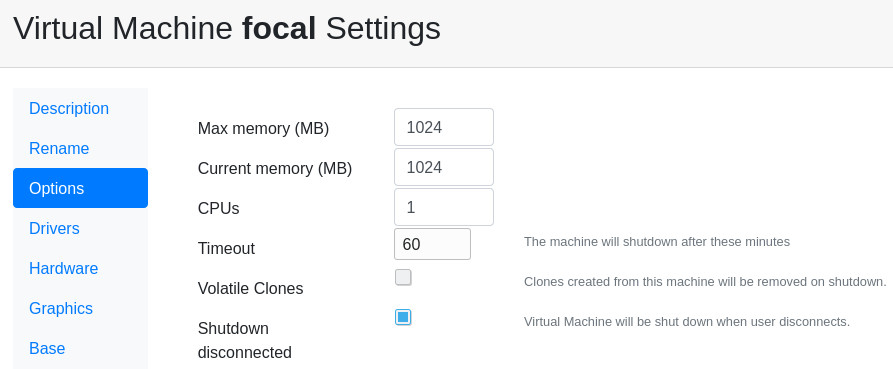 Virtual Machine focal Settings
Description
Rename
Options
Drivers
Hardware
Graphics
Base
Max memory (MB) 1024
Current memory (MB) 1024
CPUs 1
Timeout 60 The machine will shutdown after these minutes
Volatile Clones Clones created from this machine will be removed on shutdown.
Shutdown Virtual Machine will be shut down when user disconnects.
disconnected